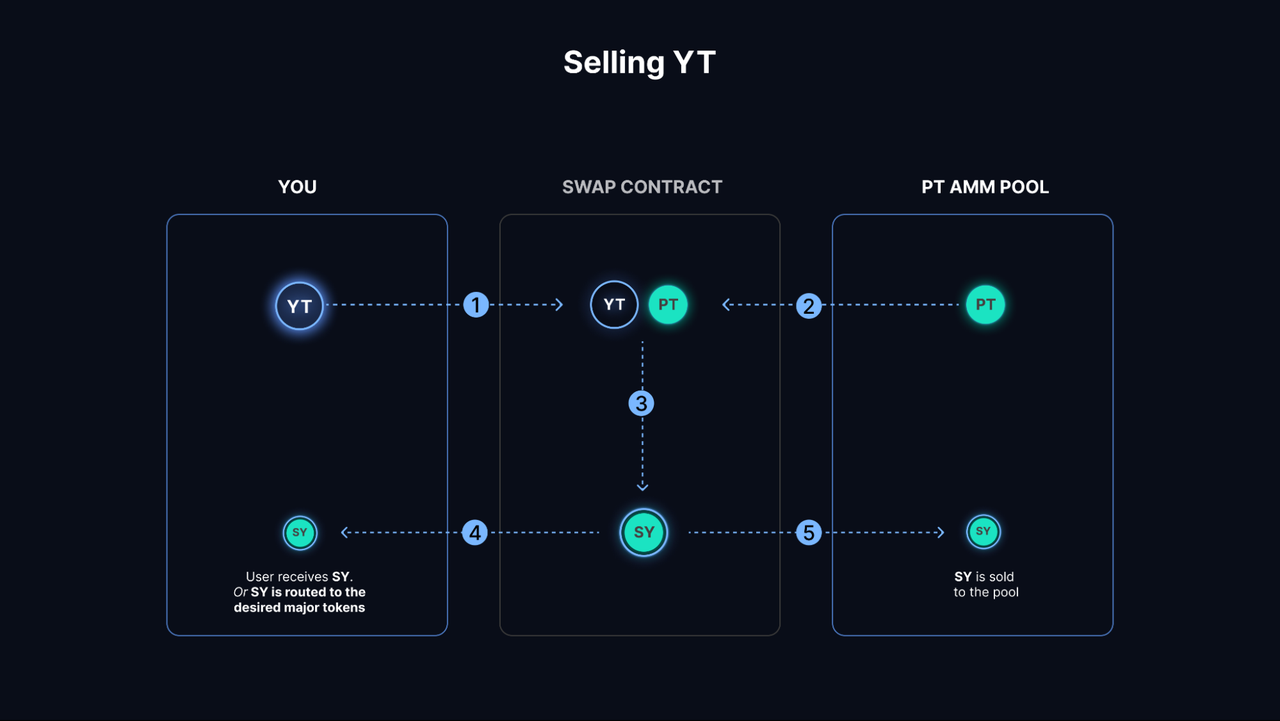 Selling YT
YOU
SWAP CONTRACT
PT AMM POOL
YT
1
YT
PT
2
PT
3
SY
4
SY
5
SY
User receives SY.
Or SY is routed to the
desired major tokens
SY is sold
to the pool